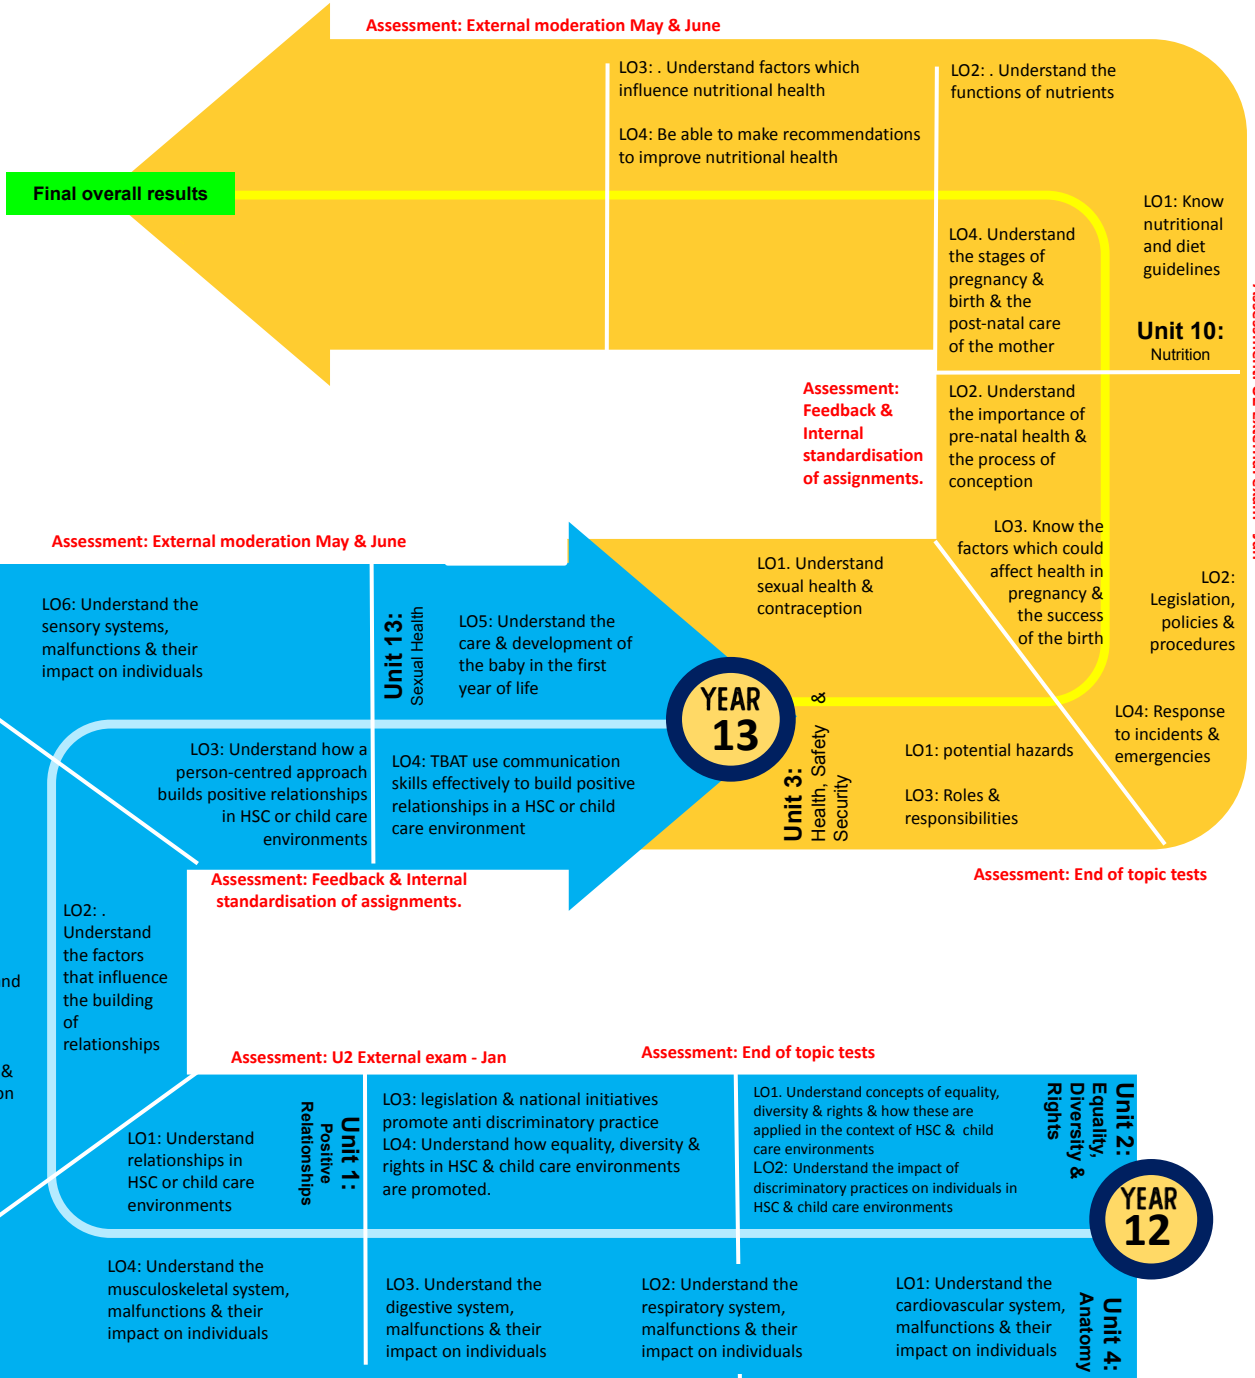 Assessment: External moderation May & June
LO3: . Understand factors which
influence nutritional health
LO4: Be able to make recommendations
to improve nutritional health
LO2: . Understand the
functions of nutrients
Final overall results
LO1: Know
nutritional
and diet
guidelines
Unit 10:
Nutrition
LO4. Understand
the stages of
pregnancy &
birth & the
post-natal care
of the mother
Assessment:
Feedback &
Internal
standardisation
of assignments.
LO2. Understand
the importance of
pre-natal health &
the process of
conception
LO3. Know the
factors which could
affect health in
pregnancy &
the success
of the birth
LO2:
Legislation,
policies &
procedures
LO4: Response
to incidents &
emergencies
Assessment: External moderation May & June
LO6: Understand the
sensory systems,
malfunctions & their
impact on individuals
Unit 13:
Sexual Health
LO5: Understand the
care & development of
the baby in the first
year of life
LO1. Understand
sexual health &
contraception
YEAR
13
LO3: Understand how a
person-centred approach
builds positive relationships
in HSC or child care
environments
LO4: TBAT use communication
skills effectively to build positive
relationships in a HSC or child
care environment
Unit 3:
Health, Safety &
Security
LO1: potential hazards
LO3: Roles &
responsibilities
Assessment: End of topic tests
Assessment: Feedback & Internal
standardisation of assignments.
LO2: .
Understand
the factors
that influence
the building
of
relationships
&
Assessment: U2 External exam - Jan
Assessment: End of topic tests
LO1: Understand
relationships in
HSC or child care
environments
Unit 1:
Positive
Relationships
LO3: legislation & national initiatives
promote anti discriminatory practice
LO4: Understand how equality, diversity &
rights in HSC & child care environments
are promoted.
LO1. Understand concepts of equality,
diversity & rights & how these are
applied in the context of HSC & child
care environments
LO2: Understand the impact of
discriminatory practices on individuals in
HSC & child care environments
Unit 2:
Equality,
Diversity &
Rights
YEAR
12
LO4: Understand the
musculoskeletal system,
malfunctions & their
impact on individuals
LO3. Understand the
digestive system,
malfunctions & their
impact on individuals
LO2: Understand the
respiratory system,
malfunctions & their
impact on individuals
LO1: Understand the
cardiovascular system,
malfunctions & their
impact on individuals
Unit 4:
Anatomy